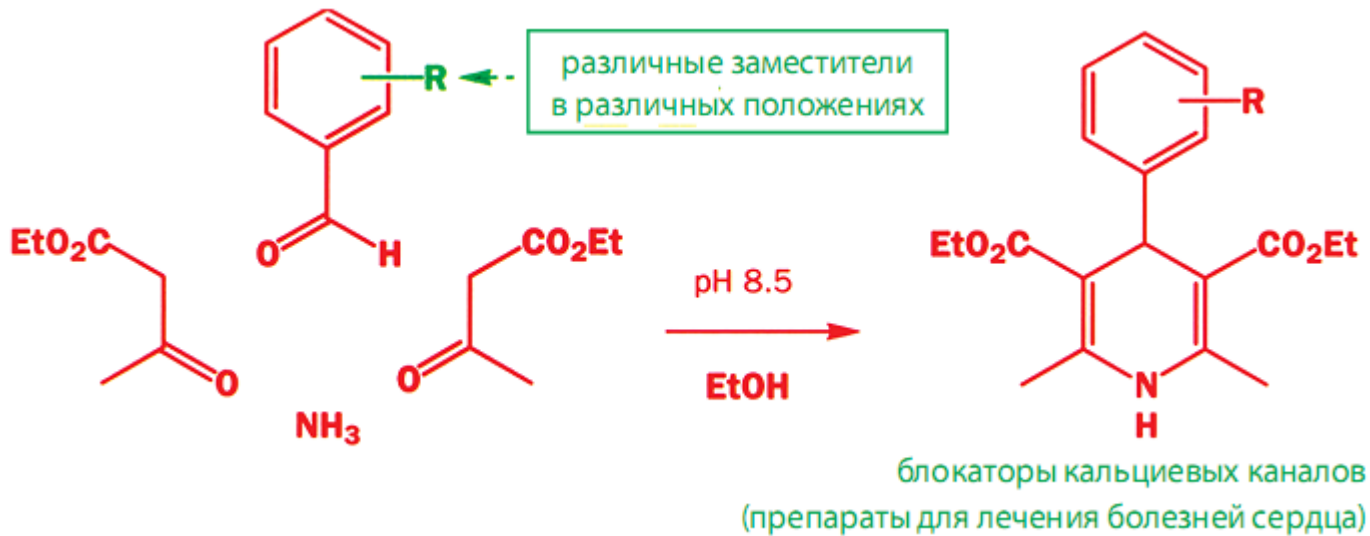 R
различные заместители
в различных положениях
R
EtO₂C
O
H
CO₂Et
EtO₂C
CO₂Et
pH 8.5
O
O
EtOH
N
H
NH₃
блокаторы кальциевых каналов
(препараты для лечения болезней сердца)